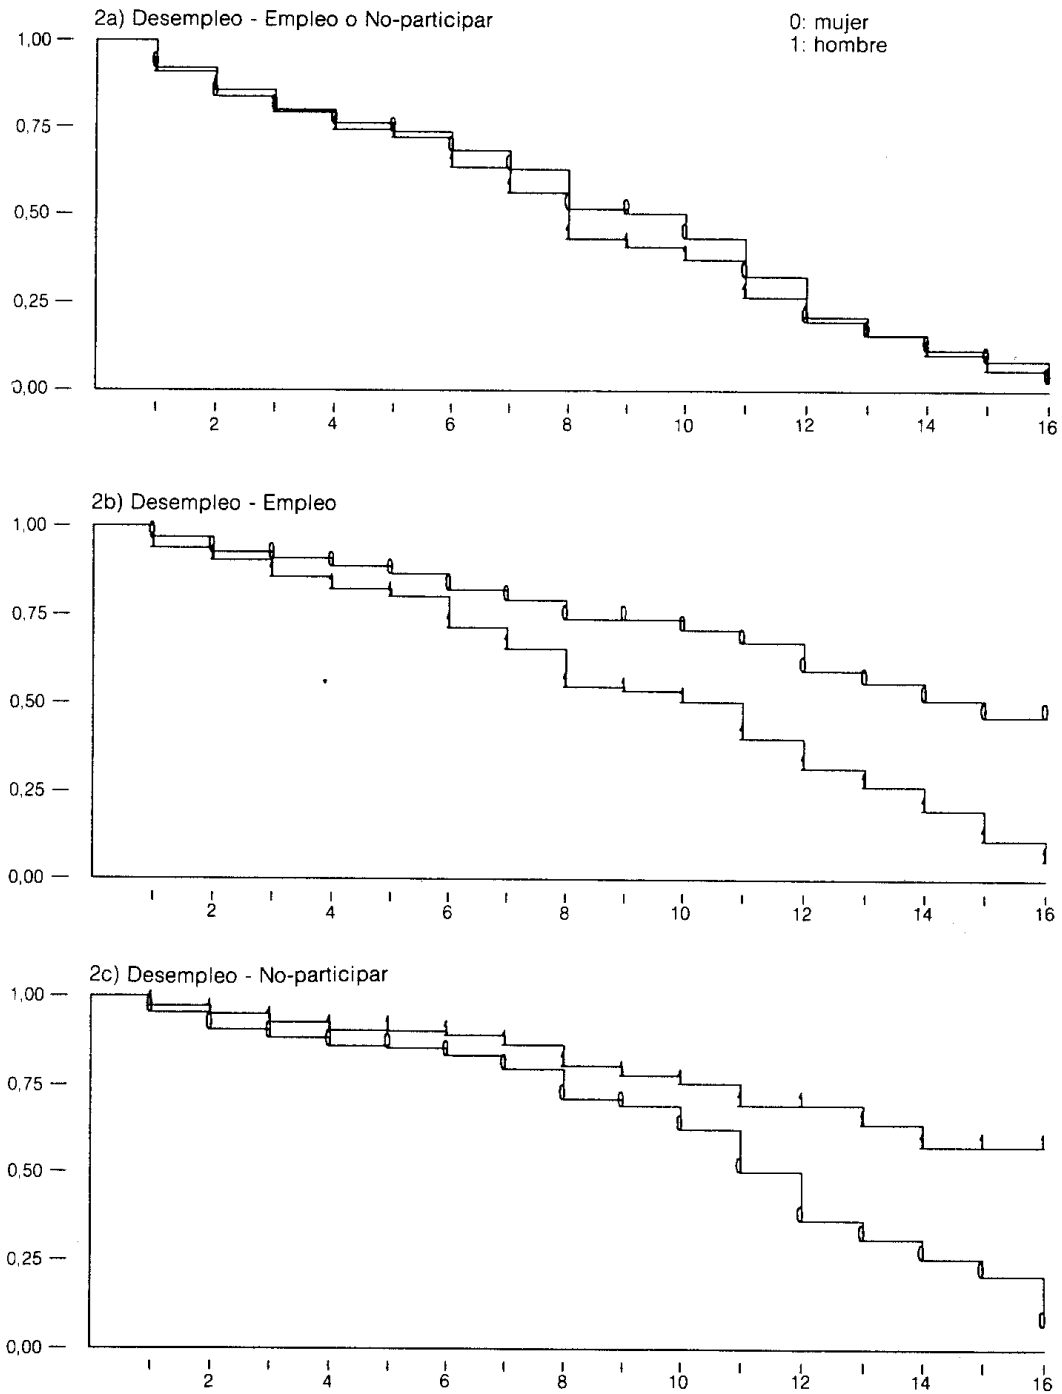 2a) Desempleo - Empleo o No-participar
0: mujer
1: hombre
1,00
0,75
0,50
0,25
0,00
2 4 6 8 10 12 14 16
2b) Desempleo - Empleo
1,00
0,75
0,50
0,25
0,00
2 4 6 8 10 12 14 16
2c) Desempleo - No-participar
1,00
0,75
0,50
0,25
0,00
2 4 6 8 10 12 14 16